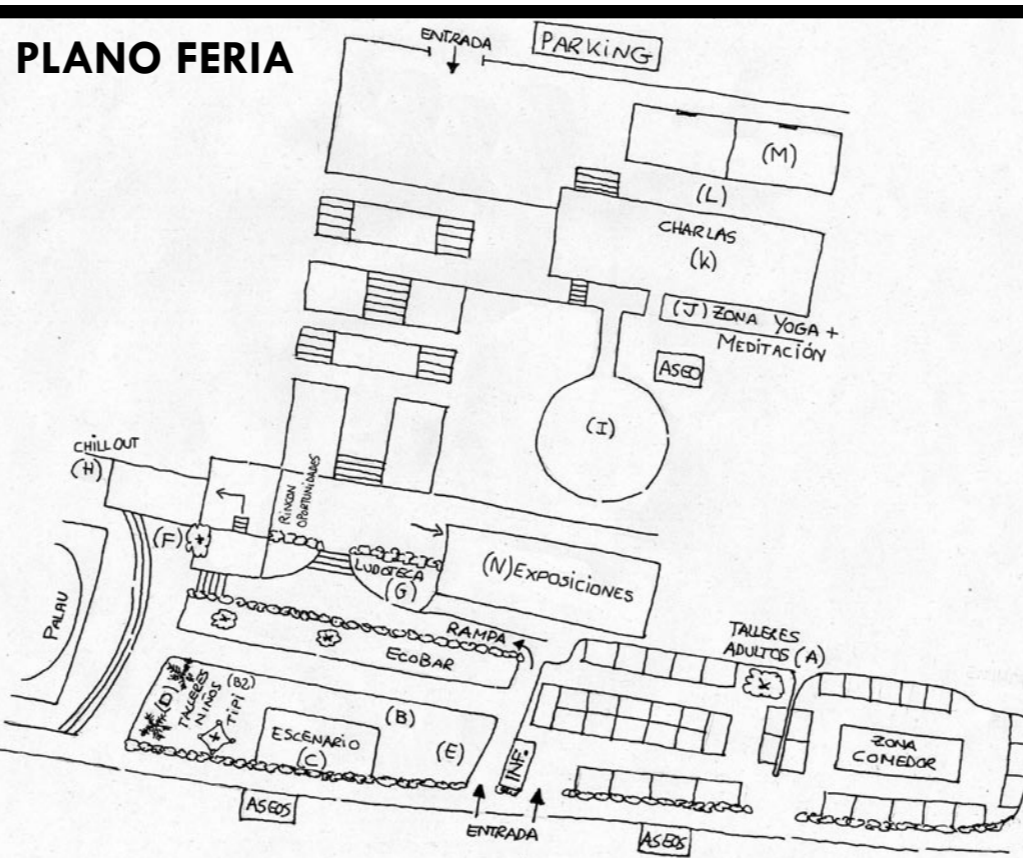 PLANO FERIA
ENTRADA
PARKING
(M)
(L)
CHARLAS
(K)
(J) ZONA YOGA +
MEDITACIÓN
ASEO
(I)
CHILL OUT
(H)
RINCON
OPORTUNIDADES
(F)
LUDOTECA
(G)
(N) EXPOSICIONES
PALAU
RAMPA
ECOBAR
TALLERES
ADULTOS (A)
(D)
TALLERES
NIÑOS (B2)
TIPI
(B)
ESCENARIO
(C)
(E)
INF.
ZONA
COMEDOR
ASEOS
ENTRADA
ASEOS